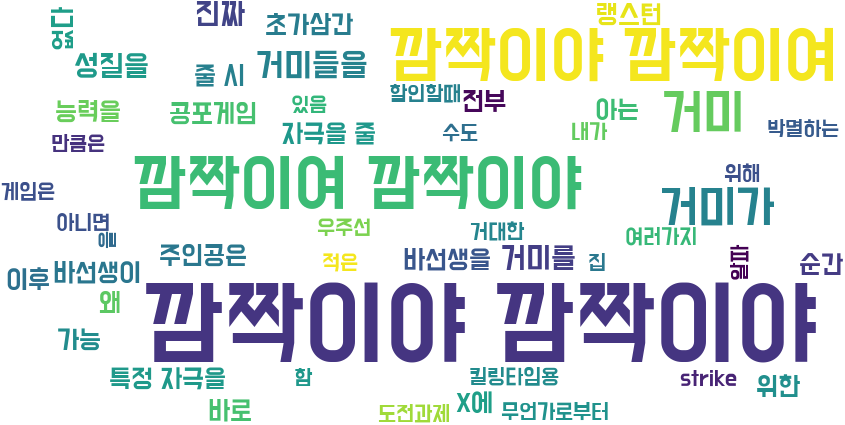 진짜
랭스턴
없다
초가삼간
깜짝이야 깜짝이여
성질을
줄 시
거미들을
할인할때
전부
능력을
공포게임
있음
아는
거미
만큼은
자극을 줄
수도
내가
박멸하는
깜짝이여 깜짝이야
위해
게임은
거미가
아니면
우주선
거대한
여러가지
일
주인공은
적은
바선생을
거미를
집
알파
순간
이후
바선생이
왜
깜짝이야 깜짝이야
가능
특정 자극을
함
킬링타임용
strike
위한
바로
도전과제
X에
무언가로부터